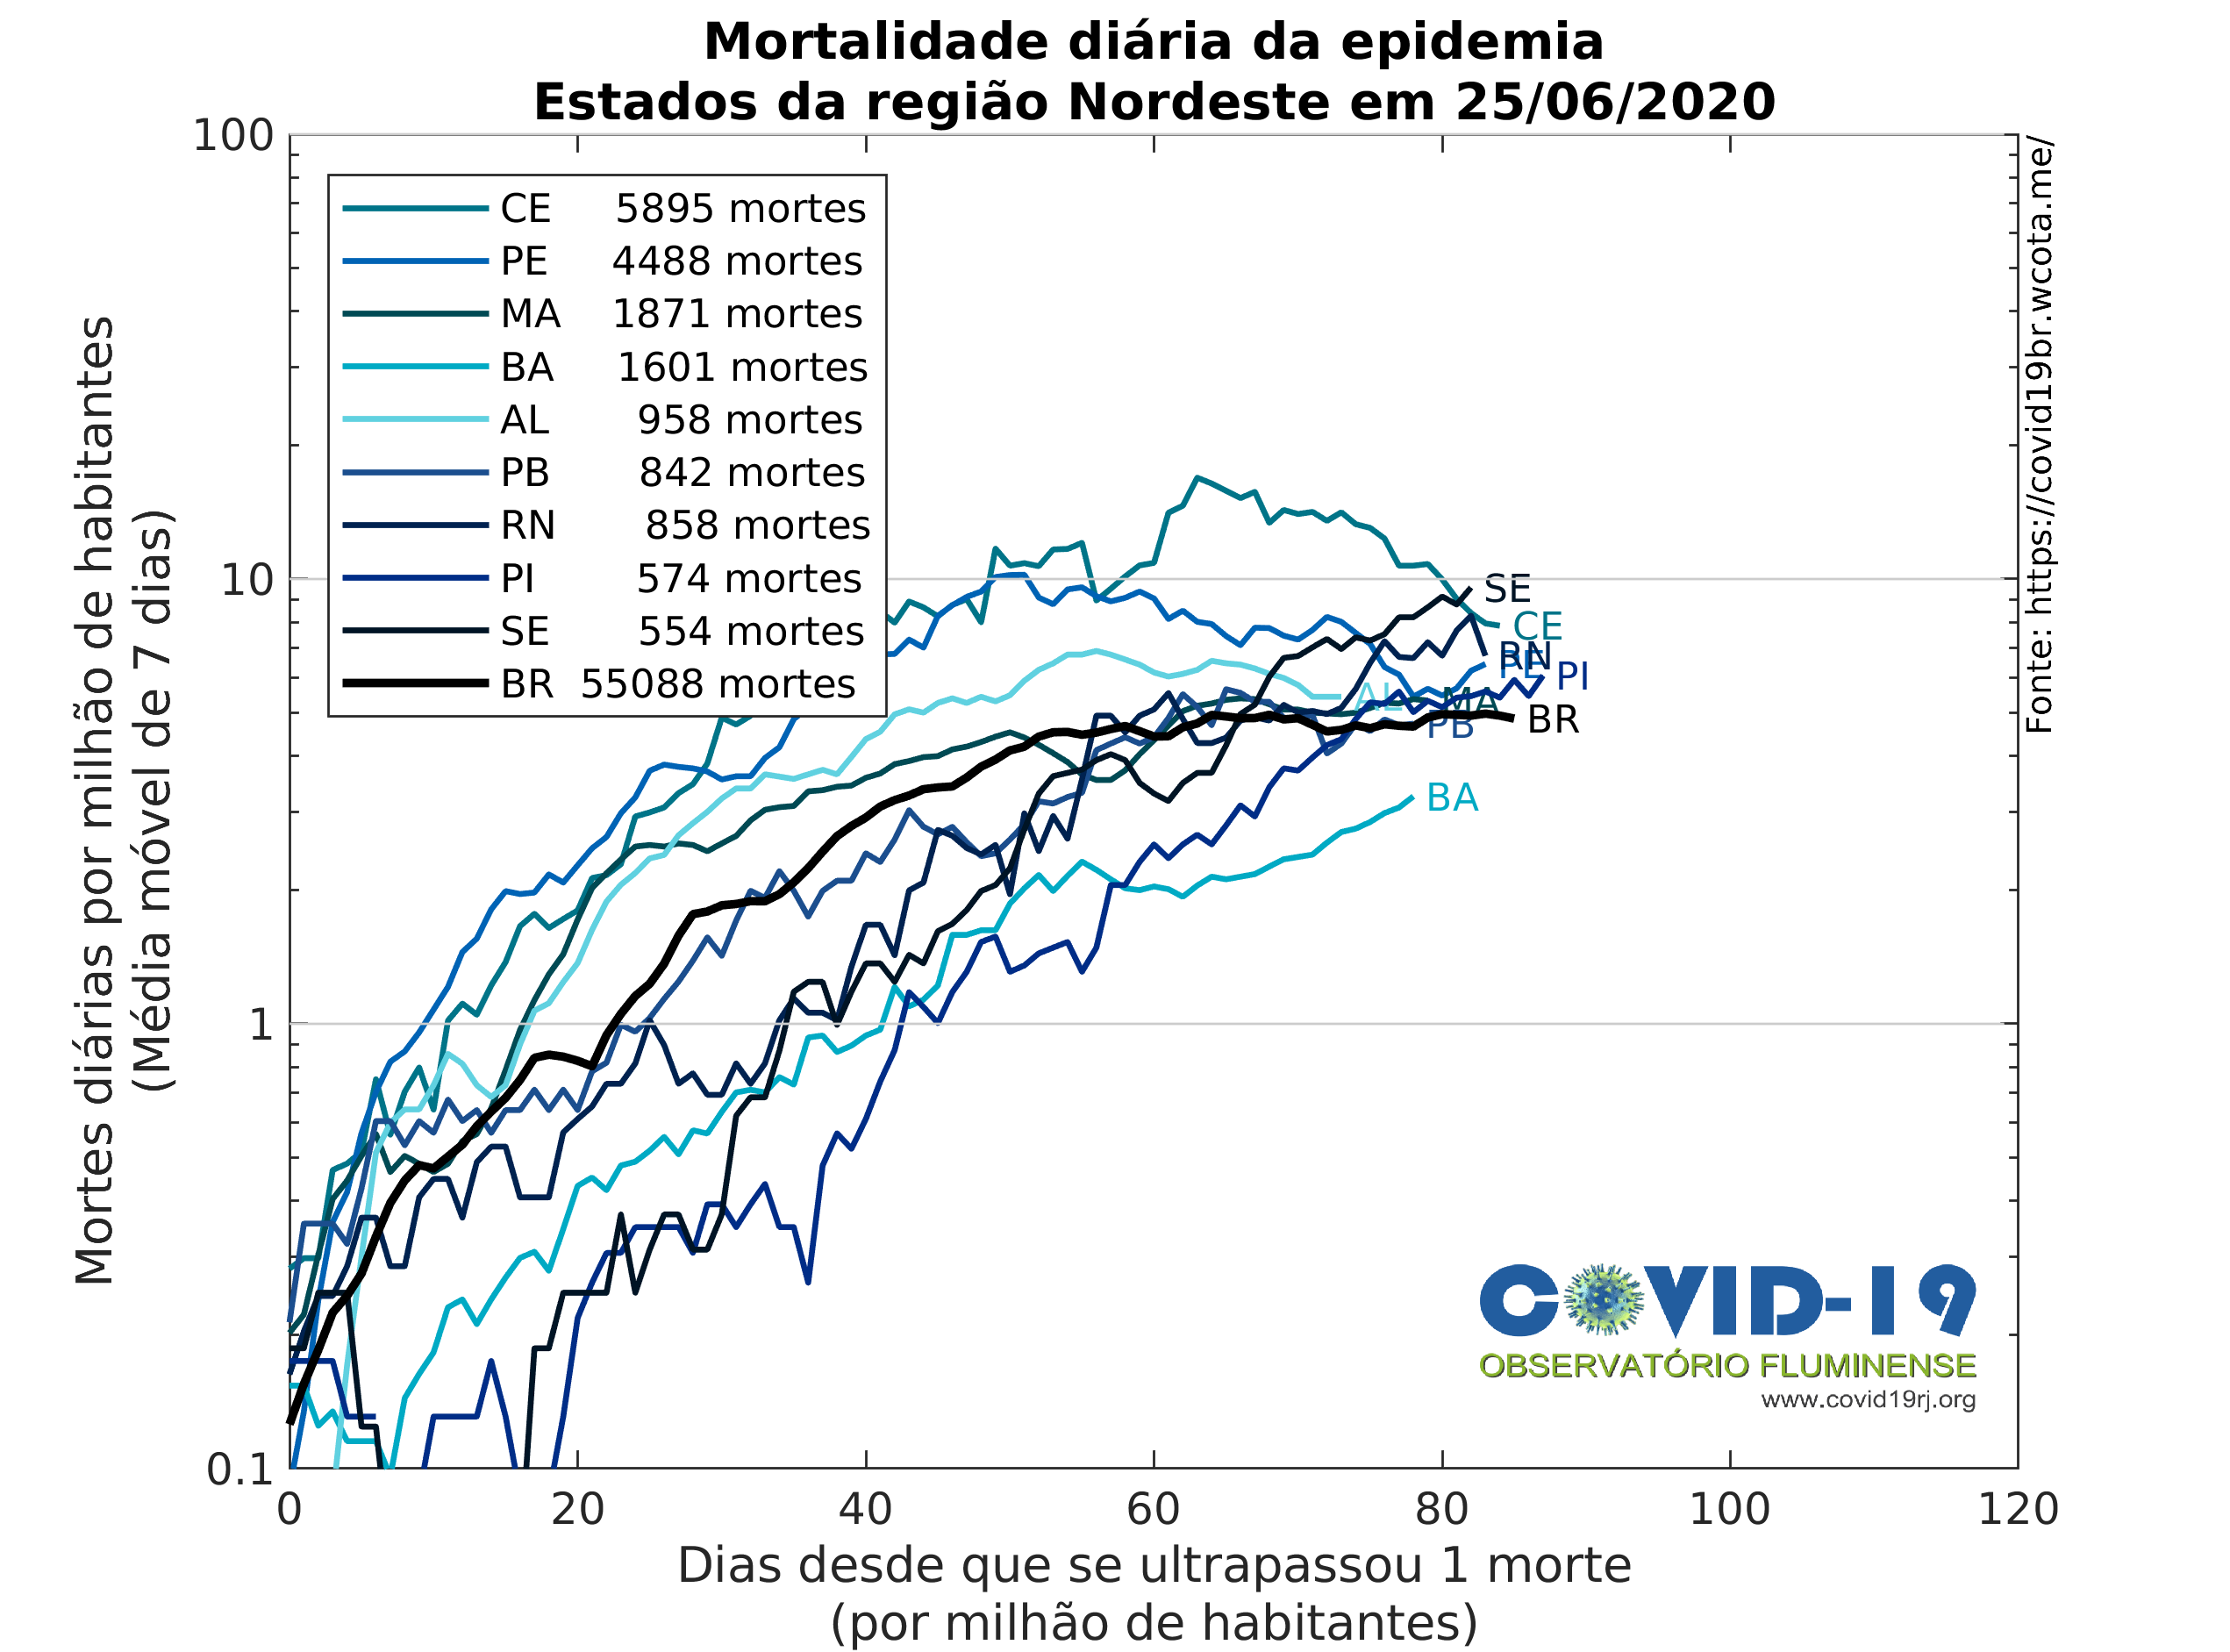 Mortalidade diária da epidemia
Estados da região Nordeste em 25/06/2020
Mortes diárias por milhão de habitantes
(Média móvel de 7 dias)
100
10
1
0.1
CE 5895 mortes
PE 4488 mortes
MA 1871 mortes
BA 1601 mortes
AL 958 mortes
PB 842 mortes
RN 858 mortes
PI 574 mortes
SE 554 mortes
BR 55088 mortes
SE
CE
RN
PE
PI
AL
MA
BR
PB
BA
Fonte: https://covid19br.wcota.me/
COVID-19
OBSERVATÓRIO FLUMINENSE
www.covid19rj.org
0 20 40 60 80 100 120
Dias desde que se ultrapassou 1 morte
(por milhão de habitantes)